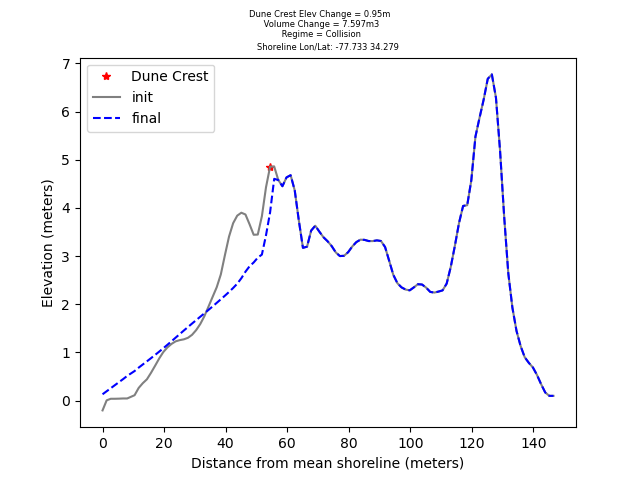 Dune Crest Elev Change = 0.95m
Volume Change = 7.597m3
Regime = Collision
Shoreline Lon/Lat: -77.733 34.279
Dune Crest
init
final
7
6
5
4
3
2
1
0
Elevation (meters)
0 20 40 60 80 100 120 140
Distance from mean shoreline (meters)